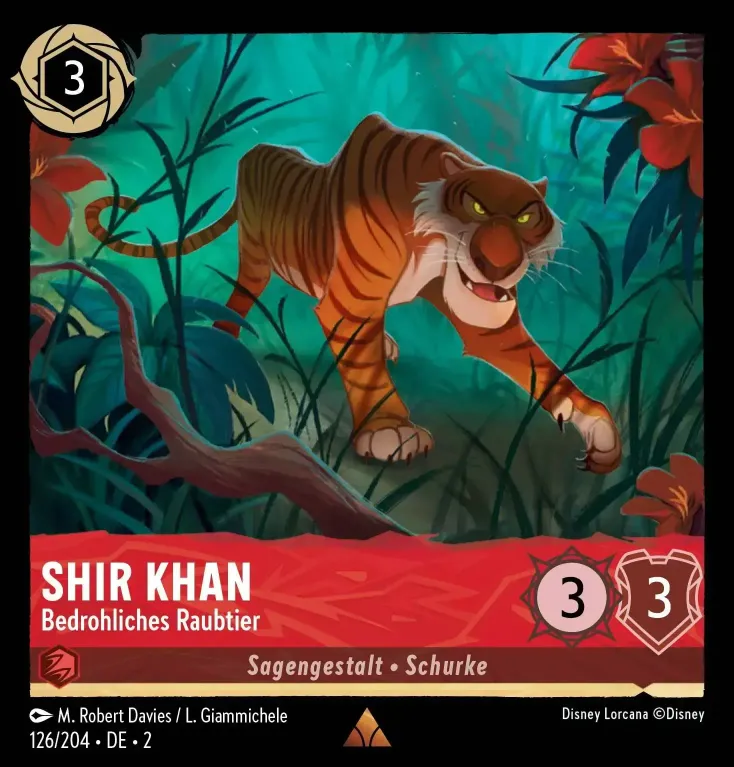 3
SHIR KHAN
Bedrohliches Raubtier
3
3
Sagengestalt • Schurke
M. Robert Davies / L. Giammichele
Disney Lorcana ©Disney
126/204 • DE • 2